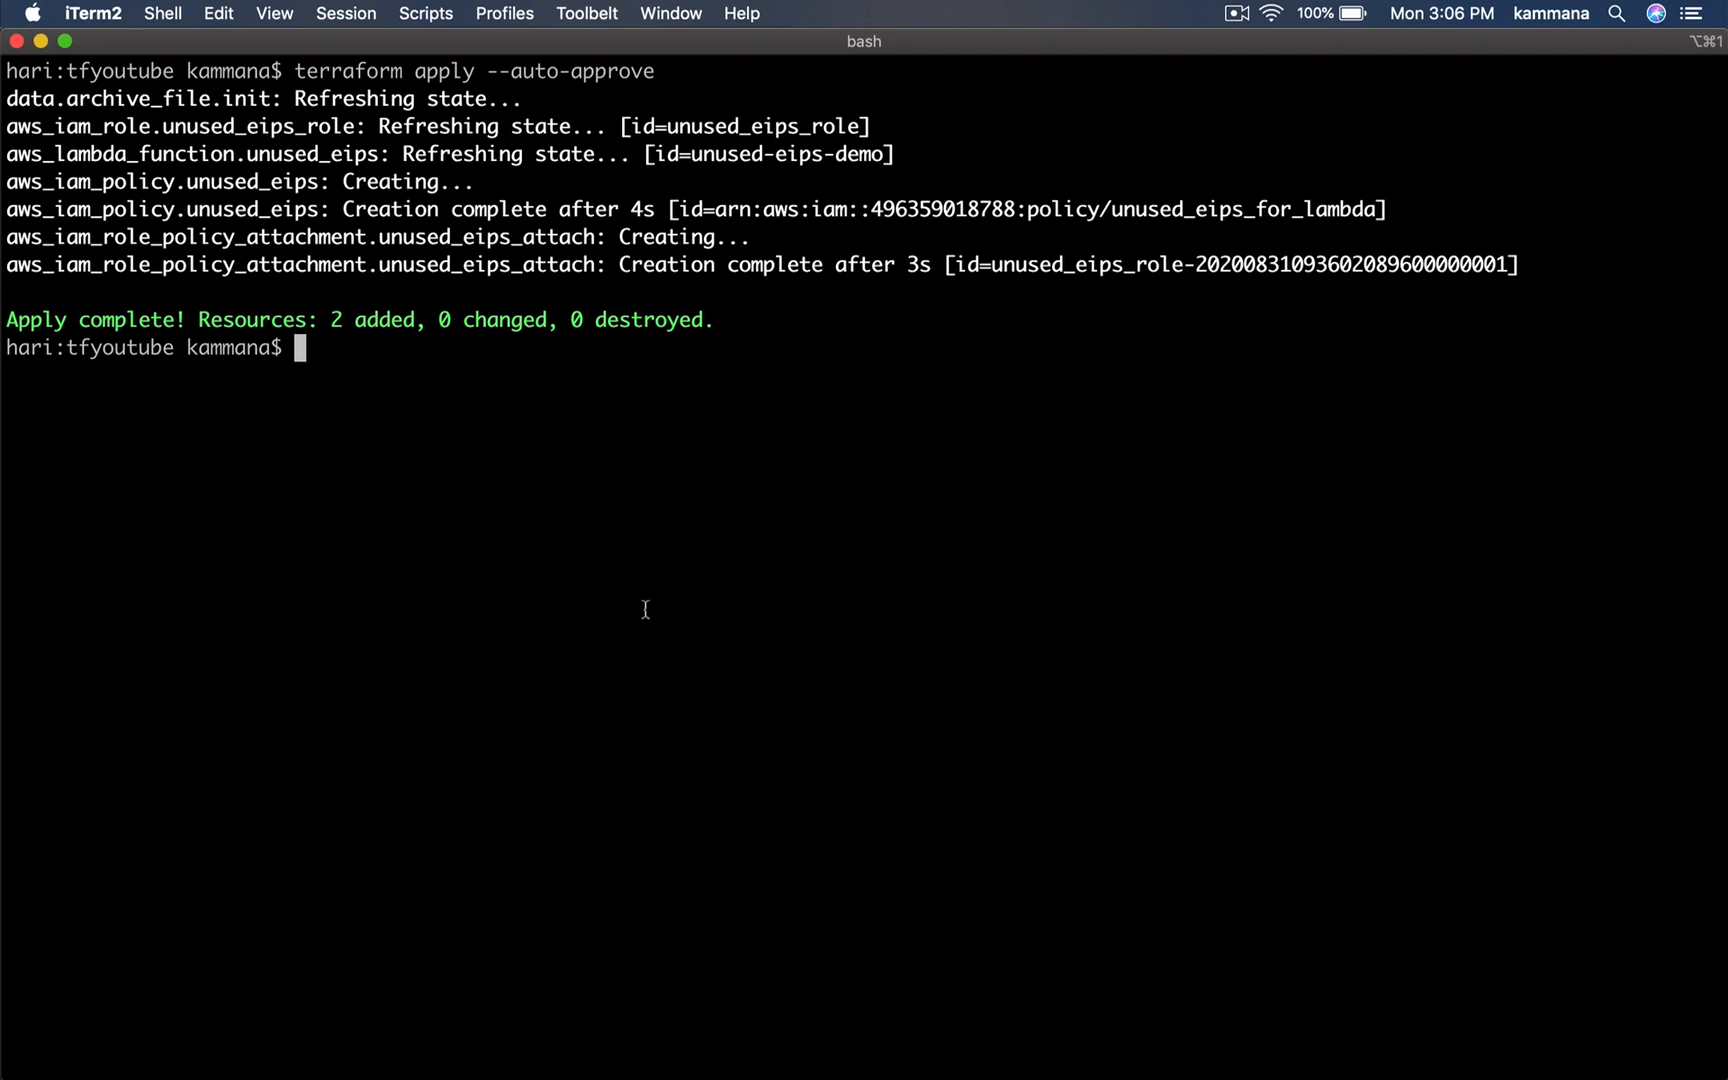 iTerm2 Shell Edit View Session Scripts Profiles Toolbelt Window Help 100% Mon 3:06 PM kammana
bash ⌥⌘1
hari:tfyoutube kammana$ terraform apply --auto-approve
data.archive_file.init: Refreshing state...
aws_iam_role.unused_eips_role: Refreshing state... [id=unused_eips_role]
aws_lambda_function.unused_eips: Refreshing state... [id=unused-eips-demo]
aws_iam_policy.unused_eips: Creating...
aws_iam_policy.unused_eips: Creation complete after 4s [id=arn:aws:iam::496359018788:policy/unused_eips_for_lambda]
aws_iam_role_policy_attachment.unused_eips_attach: Creating...
aws_iam_role_policy_attachment.unused_eips_attach: Creation complete after 3s [id=unused_eips_role-20200831093602089600000001]
Apply complete! Resources: 2 added, 0 changed, 0 destroyed.
hari:tfyoutube kammana$